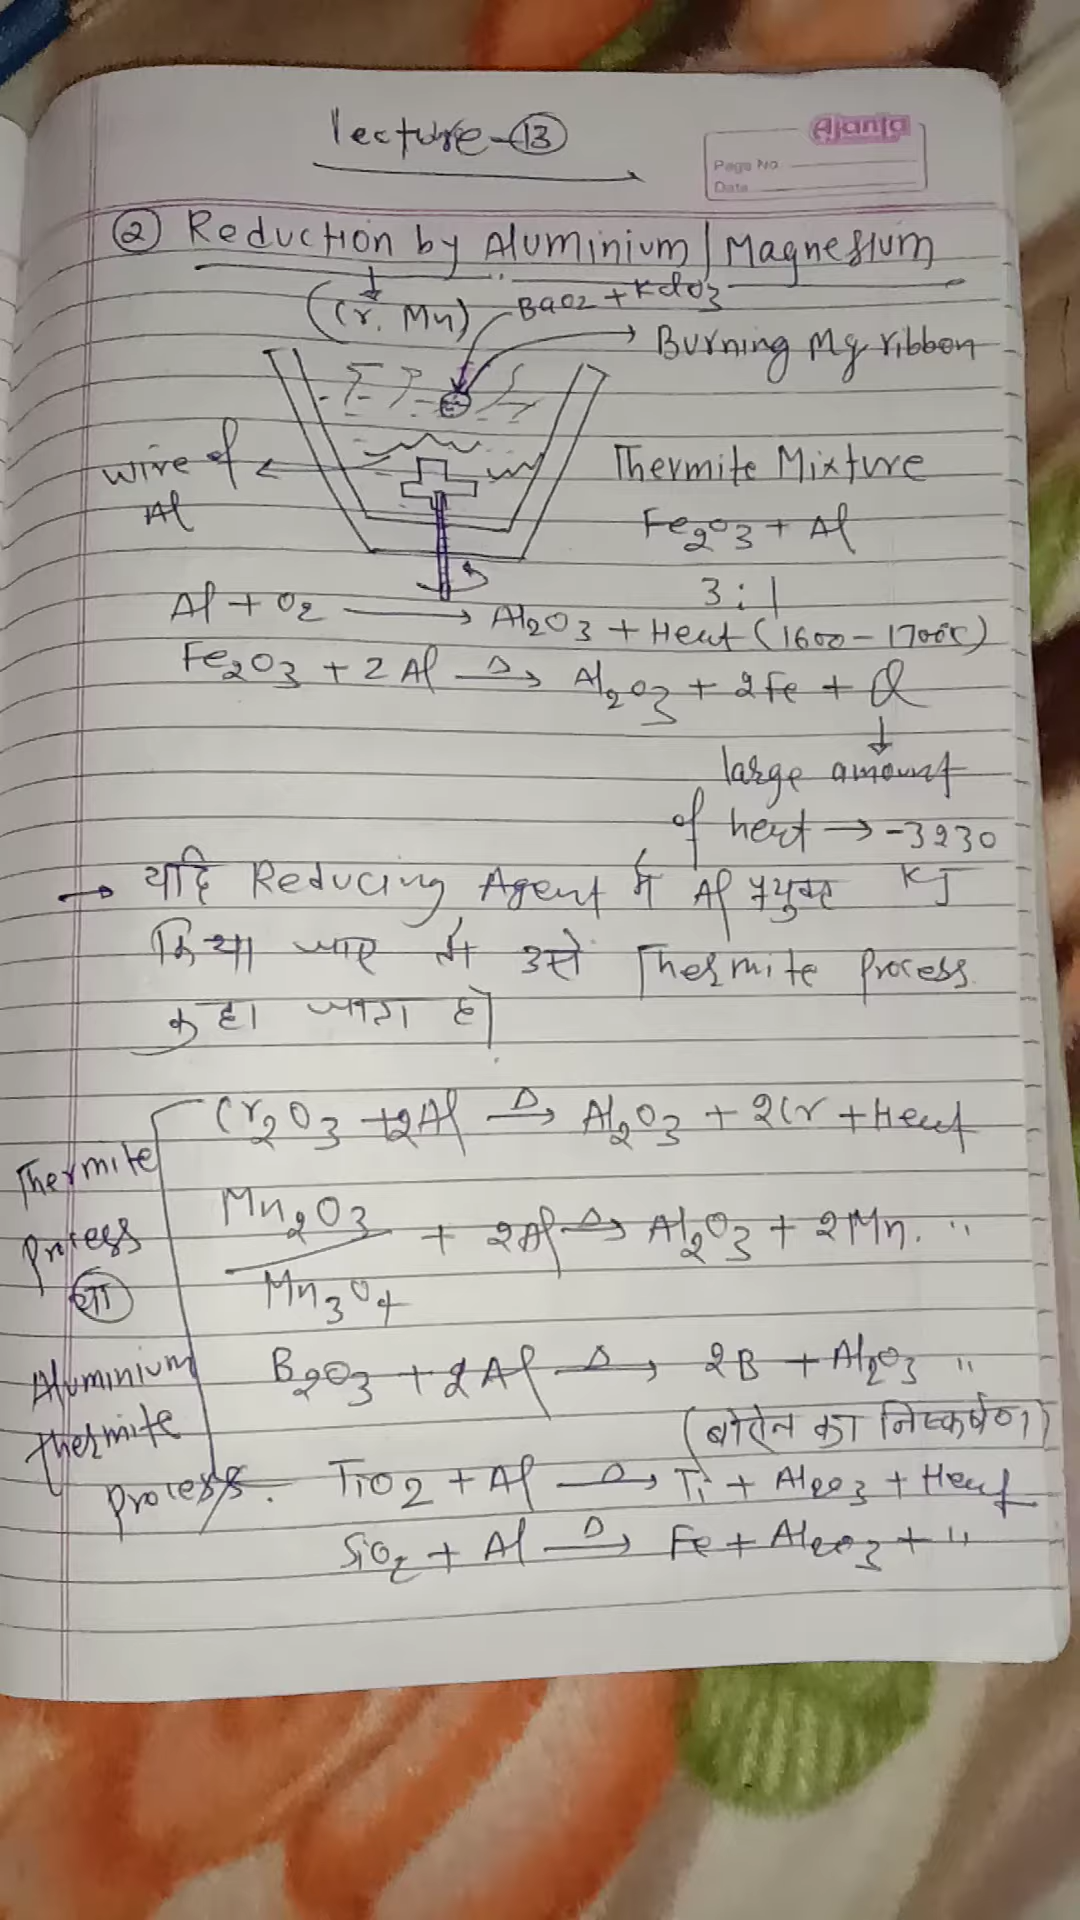 lecture-13
Ajanta
Page No
Date
② Reduction by Aluminium/Magnesium
(Cr, Mn)
BaO2 + KClO3
Burning Mg ribbon
wire of
Al
Thermite Mixture
Fe2O3 + Al
3:1
Al + O2 → Al2O3 + Heat (1600-1700℃)
Fe2O3 + 2Al Δ→ Al2O3 + 2Fe + Q
↓
large amount
of heat → -3230
KJ
→ यदि Reducing Agent में Al प्रयुक्त
किया जाए तो उसे Thermite process
कहा जाता है।
Cr2O3 + 2Al Δ→ Al2O3 + 2Cr + Heat
Thermite
process
या
Aluminium
thermite
process.
Mn2O3 + 2Al Δ→ Al2O3 + 2Mn. "
Mn3O4
B2O3 + 2Al Δ→ 2B + Al2O3 "
(बोरॉन का निष्कर्षण)
TiO2 + Al Δ→ Ti + Al2O3 + Heat
SiO2 + Al Δ→ Fe + Al2O3 + "